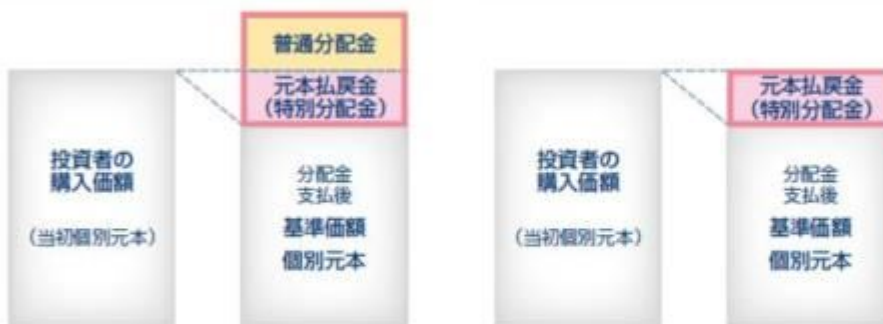 普通分配金
元本払戻金
（特別分配金）
投資者の
購入価額
（当初個別元本）
分配金
支払後
基準価額
個別元本
元本払戻金
（特別分配金）
投資者の
購入価額
（当初個別元本）
分配金
支払後
基準価額
個別元本